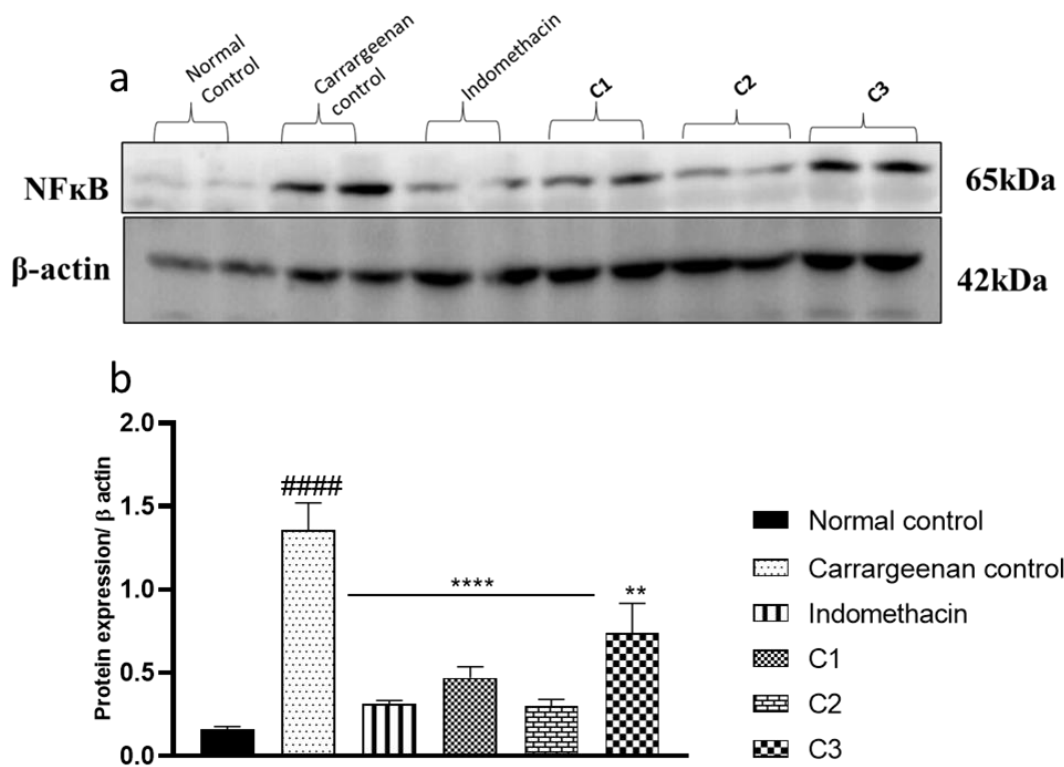 a
Normal
Control
Carrargeenan
control
Indomethacin
C1
C2
C3
NFκB
65kDa
β-actin
42kDa
b
Protein expression/ β actin
2.0
1.5
1.0
0.5
0.0
####
****
**
Normal control
Carrargeenan control
Indomethacin
C1
C2
C3